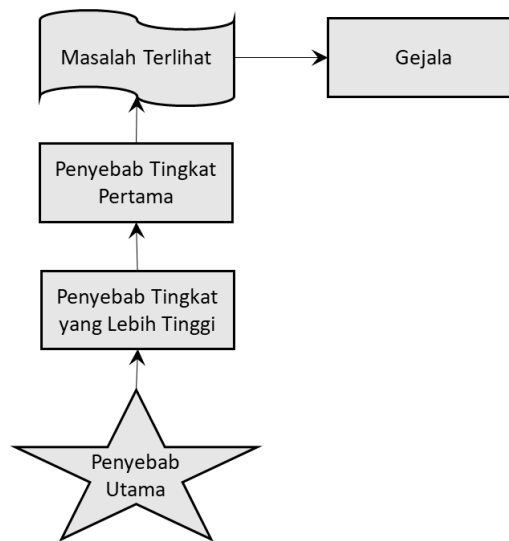 Masalah Terlihat
Gejala
Penyebab Tingkat
Pertama
Penyebab Tingkat
yang Lebih Tinggi
Penyebab
Utama